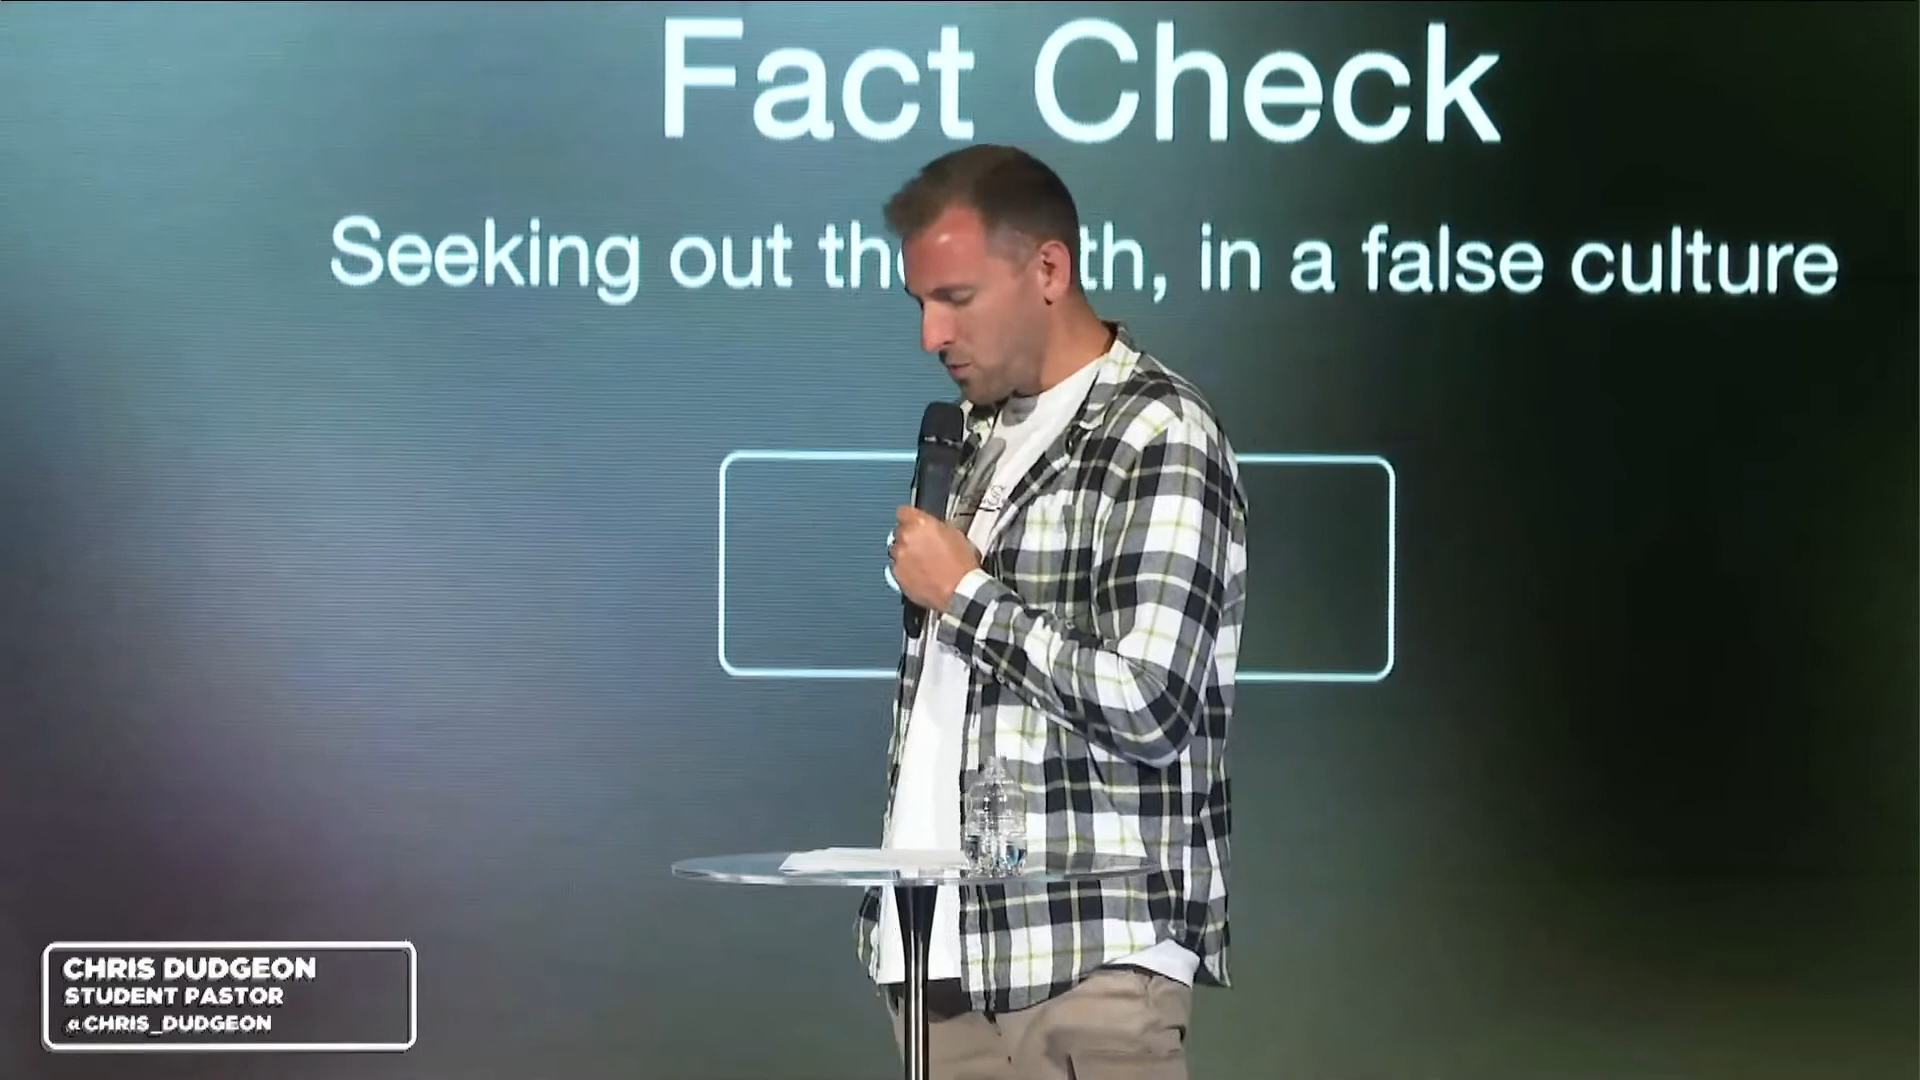 Fact Check
Seeking out th th, in a false culture
CHRIS DUDGEON
STUDENT PASTOR
@CHRIS_DUDGEON